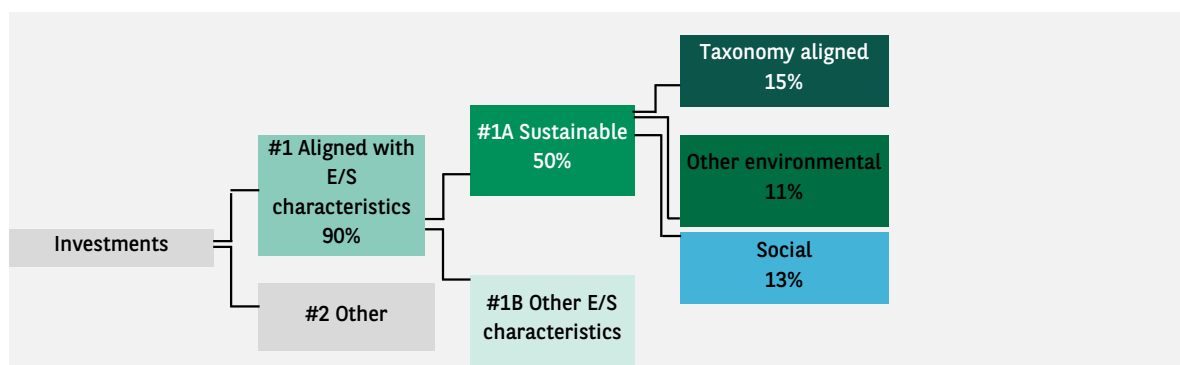 Investments
#1 Aligned with
E/S
characteristics
90%
#2 Other
#1A Sustainable
50%
#1B Other E/S
characteristics
Taxonomy aligned
15%
Other environmental
11%
Social
13%